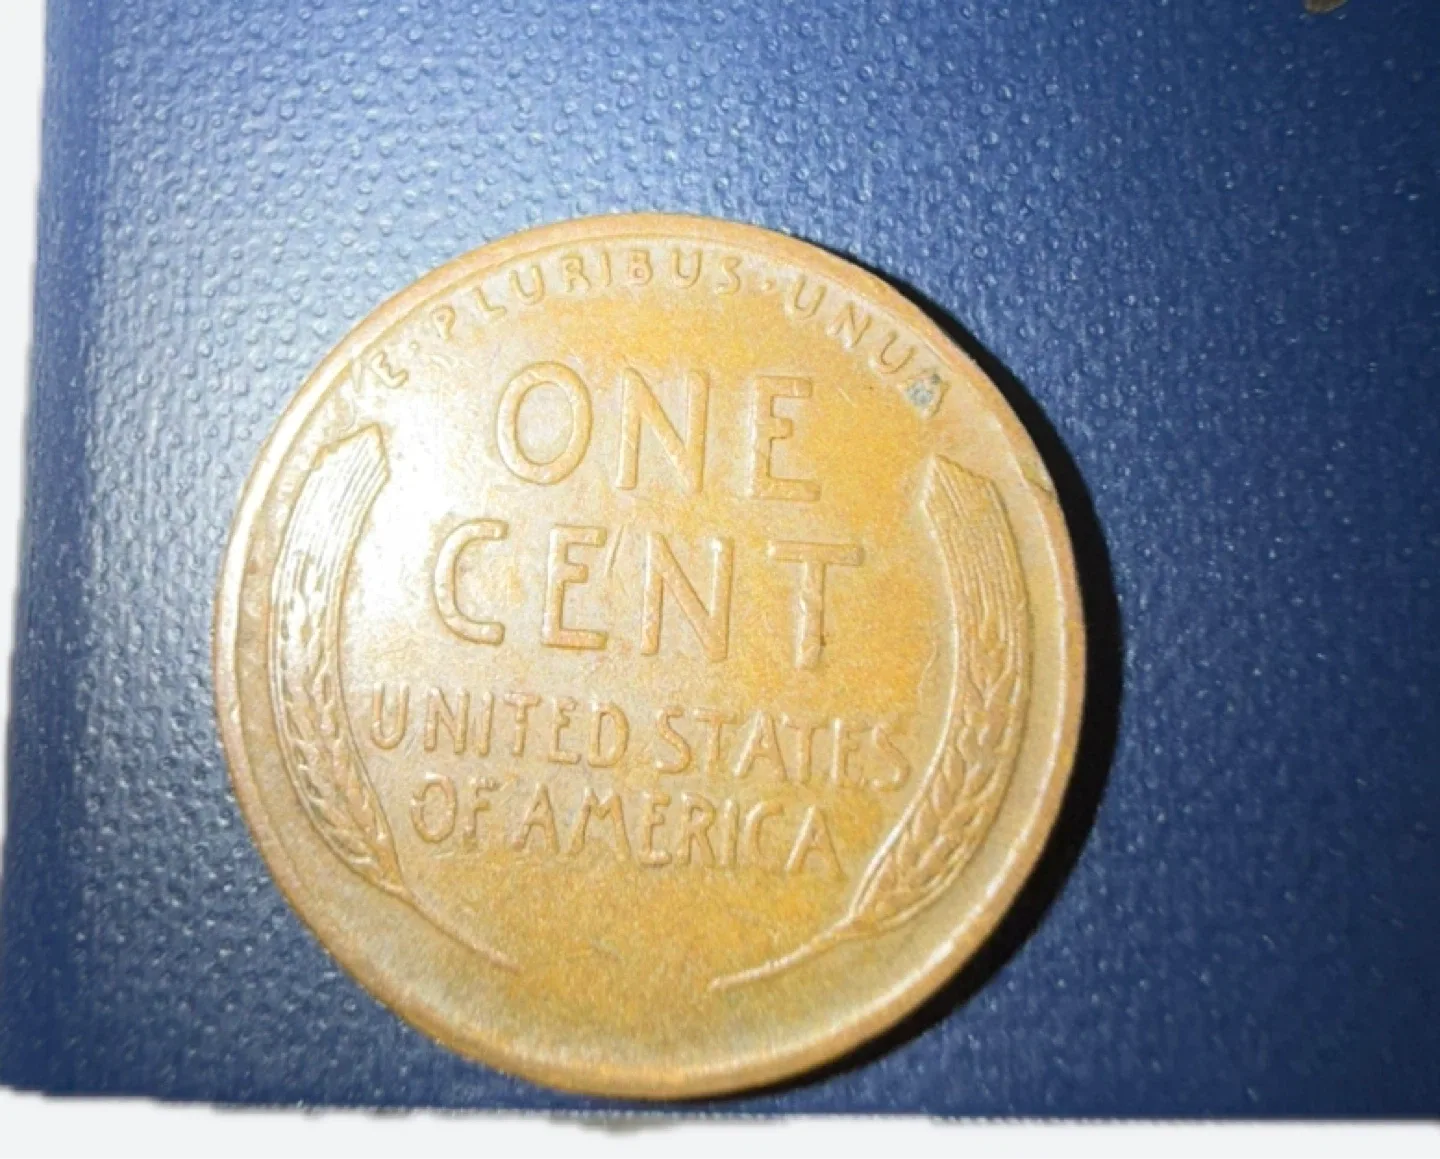 E·PLURIBUS·UNUM
ONE
CENT
UNITED STATES
OF AMERICA